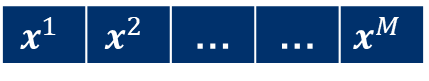 x¹ x² ... ... xᴹ